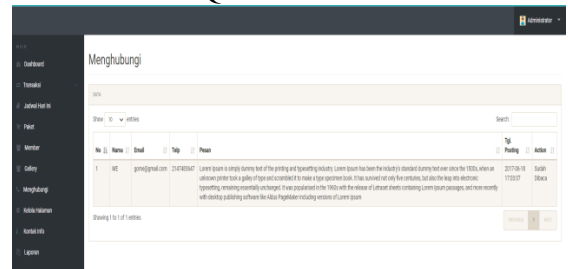 Administrator
Dashboard
Menghubungi
Transaksi
DATA
Jadwal Hari Ini
Show 10 entries Search
Paket
Member
No Nama Email Telp Pesan Tgl. Posting Action
Gallery
1 ME gome@gmail.com 2147483647 Lorem Ipsum is simply dummy text of the printing and typesetting industry. Lorem Ipsum has been the industry's standard dummy text ever since the 1500s, when an
unknown printer took a galley of type and scrambled it to make a type specimen book. It has survived not only five centuries, but also the leap into electronic
typesetting, remaining essentially unchanged. It was popularised in the 1960s with the release of Letraset sheets containing Lorem Ipsum passages, and more recently
with desktop publishing software like Aldus PageMaker including versions of Lorem Ipsum
2017-06-18
Sudah
Dibaca
Menghubungi
Kelola Halaman
Showing 1 to 1 of 1 entries PREVIOUS 1 NEXT
Kontak Info
Laporan